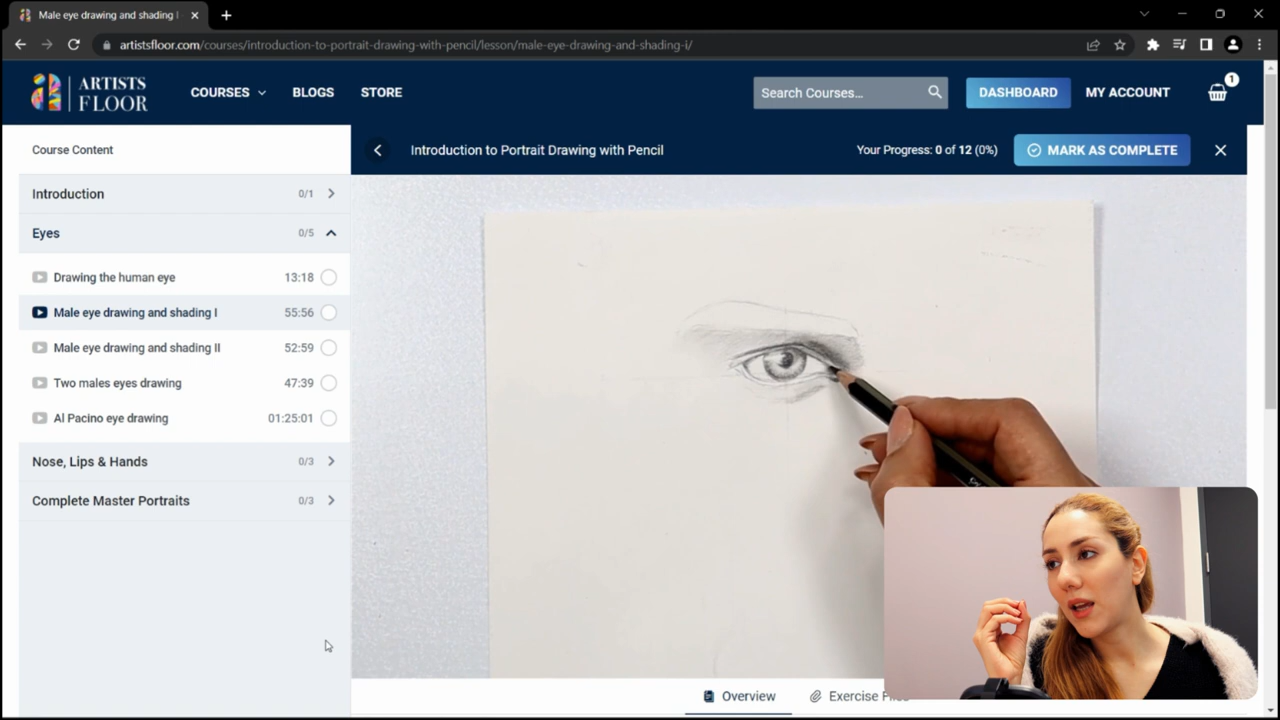 Male eye drawing and shading I
artistsfloor.com/courses/introduction-to-portrait-drawing-with-pencil/lesson/male-eye-drawing-and-shading-i/
ARTISTS
FLOOR
COURSES
BLOGS
STORE
Search Courses...
DASHBOARD
MY ACCOUNT
1
Course Content
Introduction to Portrait Drawing with Pencil
Your Progress: 0 of 12 (0%)
MARK AS COMPLETE
Introduction 0/1
Eyes 0/5
Drawing the human eye 13:18
Male eye drawing and shading I 55:56
Male eye drawing and shading II 52:59
Two males eyes drawing 47:39
Al Pacino eye drawing 01:25:01
Nose, Lips & Hands 0/3
Complete Master Portraits 0/3
Overview
Exercise